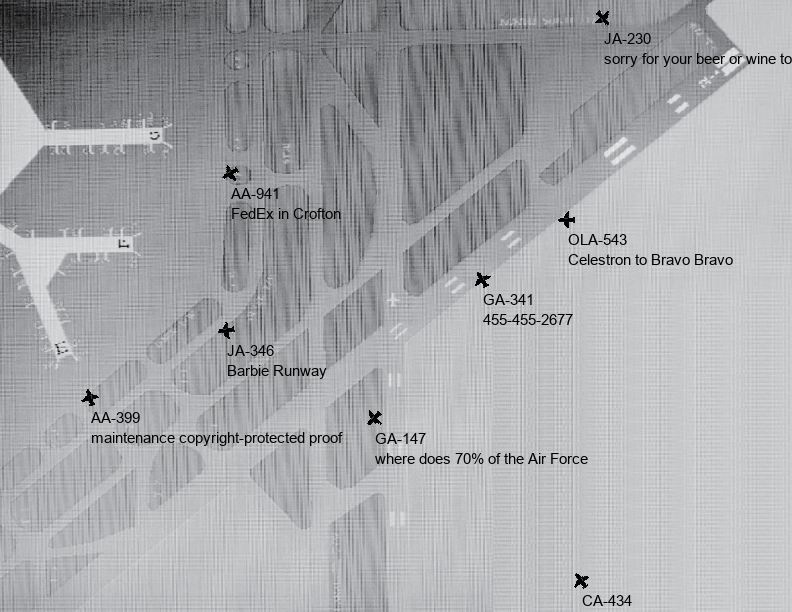 JA-230
sorry for your beer or wine to
G
AA-941
FedEx in Crofton
OLA-543
Celestron to Bravo Bravo
F
GA-341
455-455-2677
JA-346
Barbie Runway
AA-399
maintenance copyright-protected proof
GA-147
where does 70% of the Air Force
CA-434